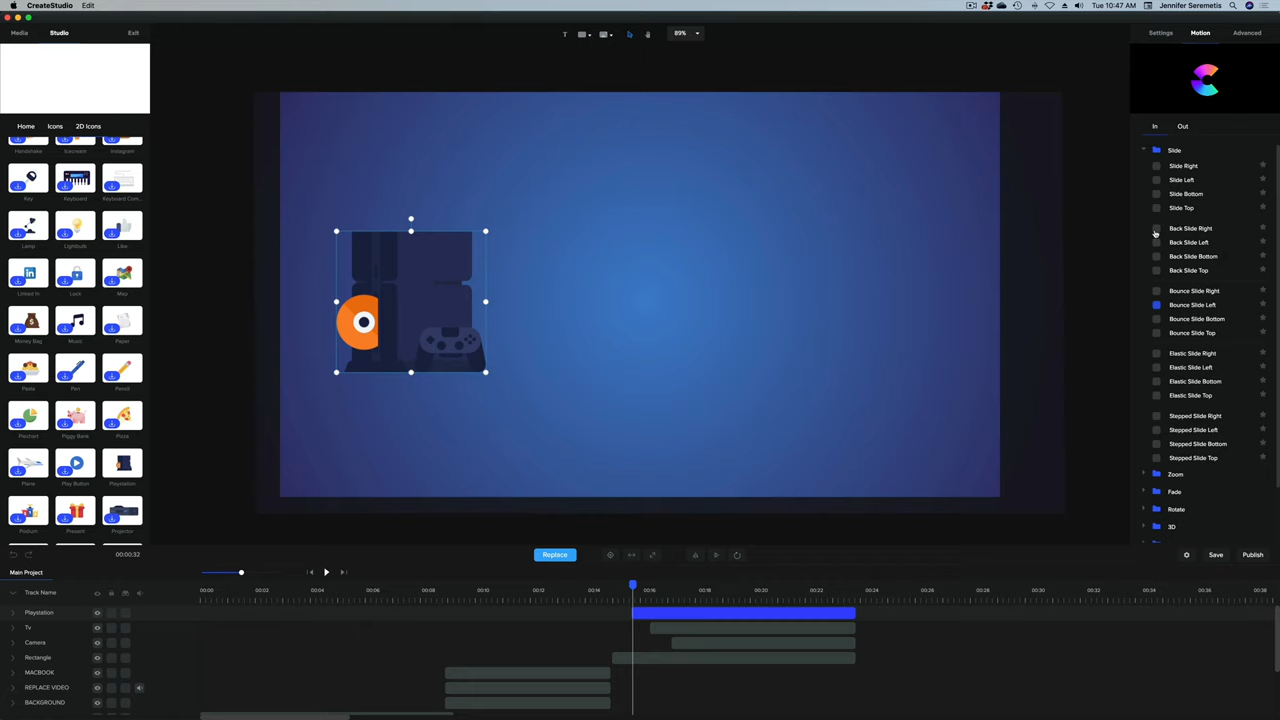 CreateStudio Edit
Tue 10:47 AM Jennifer Seremetis
Media Studio Exit
T 89%
Settings Motion Advanced
Home Icons 2D Icons
In Out
Handshake Icecream Instagram
Key Keyboard Keyboard Com...
Lamp Lightbulb Like
Linked In Lock Map
Money Bag Music Paper
Pasta Pen Pencil
Piechart Piggy Bank Pizza
Plane Play Button Playstation
Podium Present Projector
Slide
Slide Right
Slide Left
Slide Bottom
Slide Top
Back Slide Right
Back Slide Left
Back Slide Bottom
Back Slide Top
Bounce Slide Right
Bounce Slide Left
Bounce Slide Bottom
Bounce Slide Top
Elastic Slide Right
Elastic Slide Left
Elastic Slide Bottom
Elastic Slide Top
Stepped Slide Right
Stepped Slide Left
Stepped Slide Bottom
Stepped Slide Top
Zoom
Fade
Rotate
3D
00:00:32 Replace Save Publish
Main Project
Track Name 00:00 00:02 00:04 00:06 00:08 00:10 00:12 00:14 00:16 00:18 00:20 00:22 00:24 00:26 00:28 00:30 00:32 00:34 00:36 00:38
Playstation
Tv
Camera
Rectangle
MACBOOK
REPLACE VIDEO
BACKGROUND